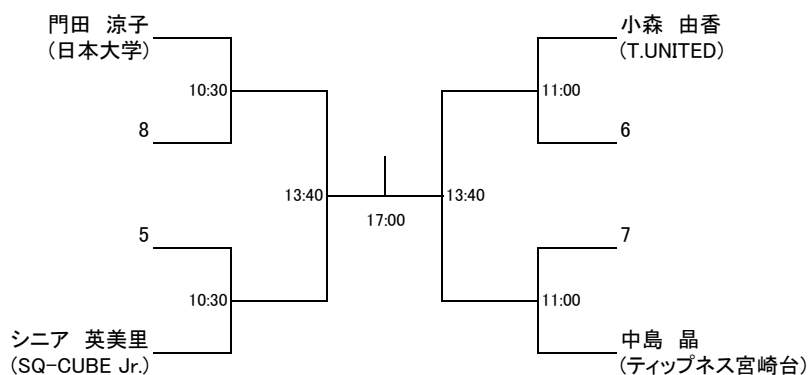 門田　涼子
(日本大学)
10:30
8
13:40
5
10:30
シニア　英美里
(SQ-CUBE Jr.)
17:00
小森　由香
(T.UNITED)
11:00
6
13:40
7
11:00
中島　晶
(ティップネス宮崎台)